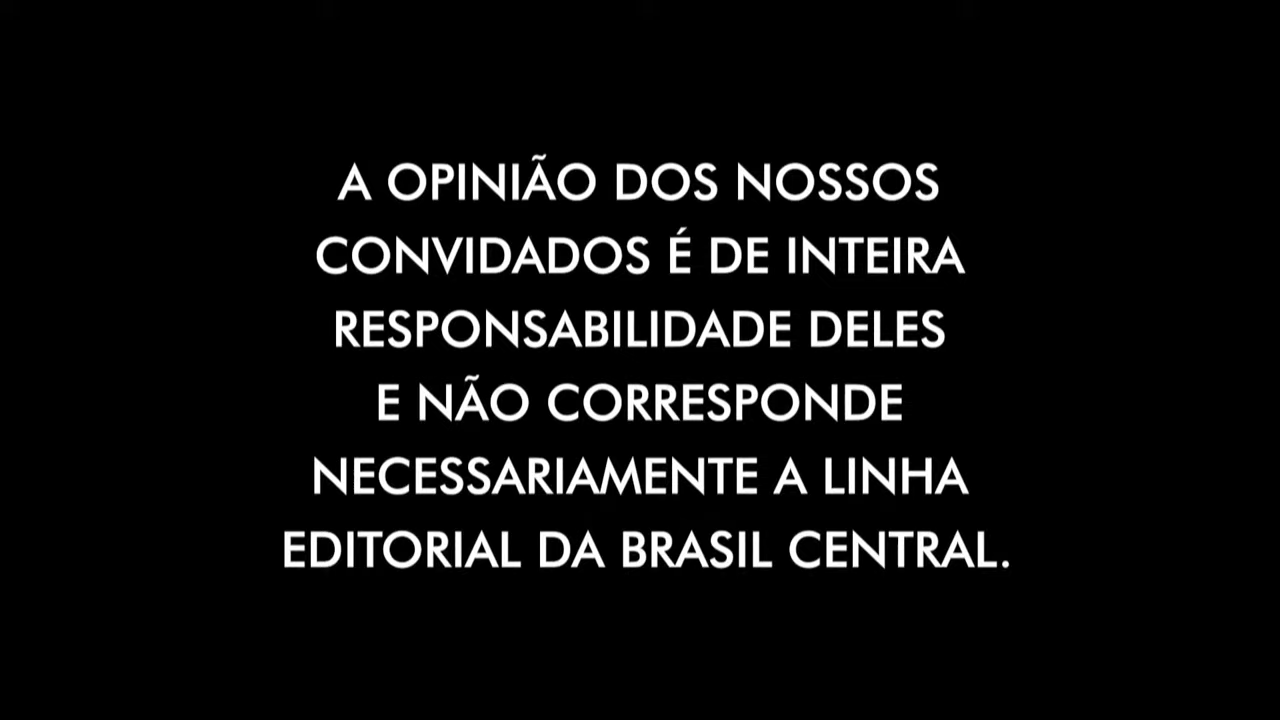 A OPINIÃO DOS NOSSOS
CONVIDADOS É DE INTEIRA
RESPONSABILIDADE DELES
E NÃO CORRESPONDE
NECESSARIAMENTE A LINHA
EDITORIAL DA BRASIL CENTRAL.